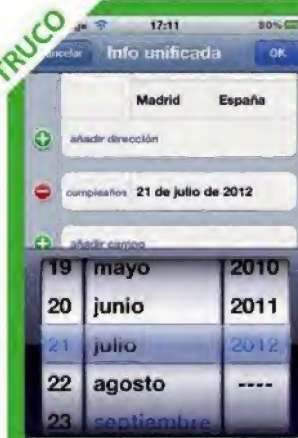 TRUCO
17:11 80%
Cancelar Info unificada OK
Madrid España
añadir dirección
cumpleaños 21 de julio de 2012
añadir campo
19 mayo 2010
20 junio 2011
21 julio 2012
22 agosto ----
23 septiembre